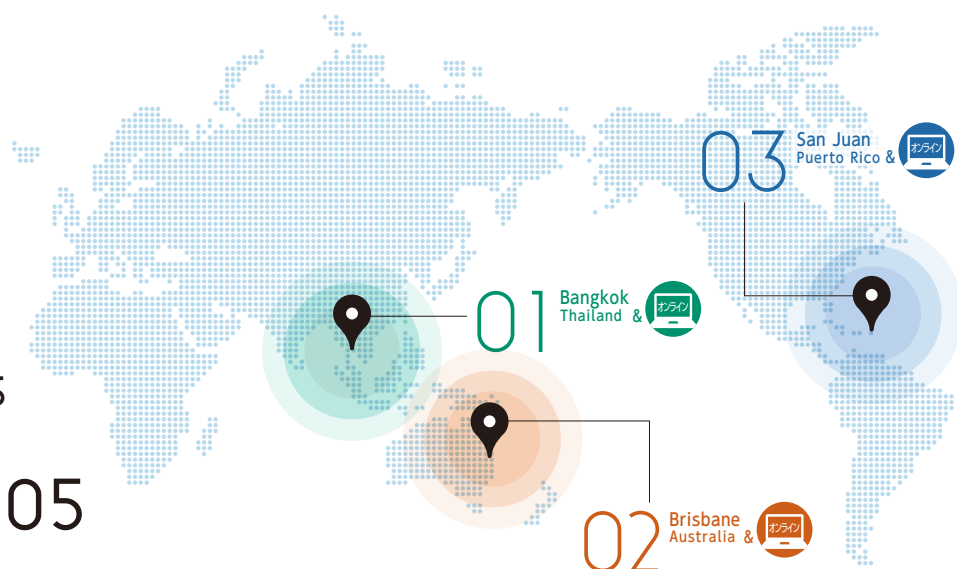 03
San Juan
Puerto Rico &
オンライン
01
Bangkok
Thailand &
オンライン
05
02
Brisbane
Australia &
オンライン